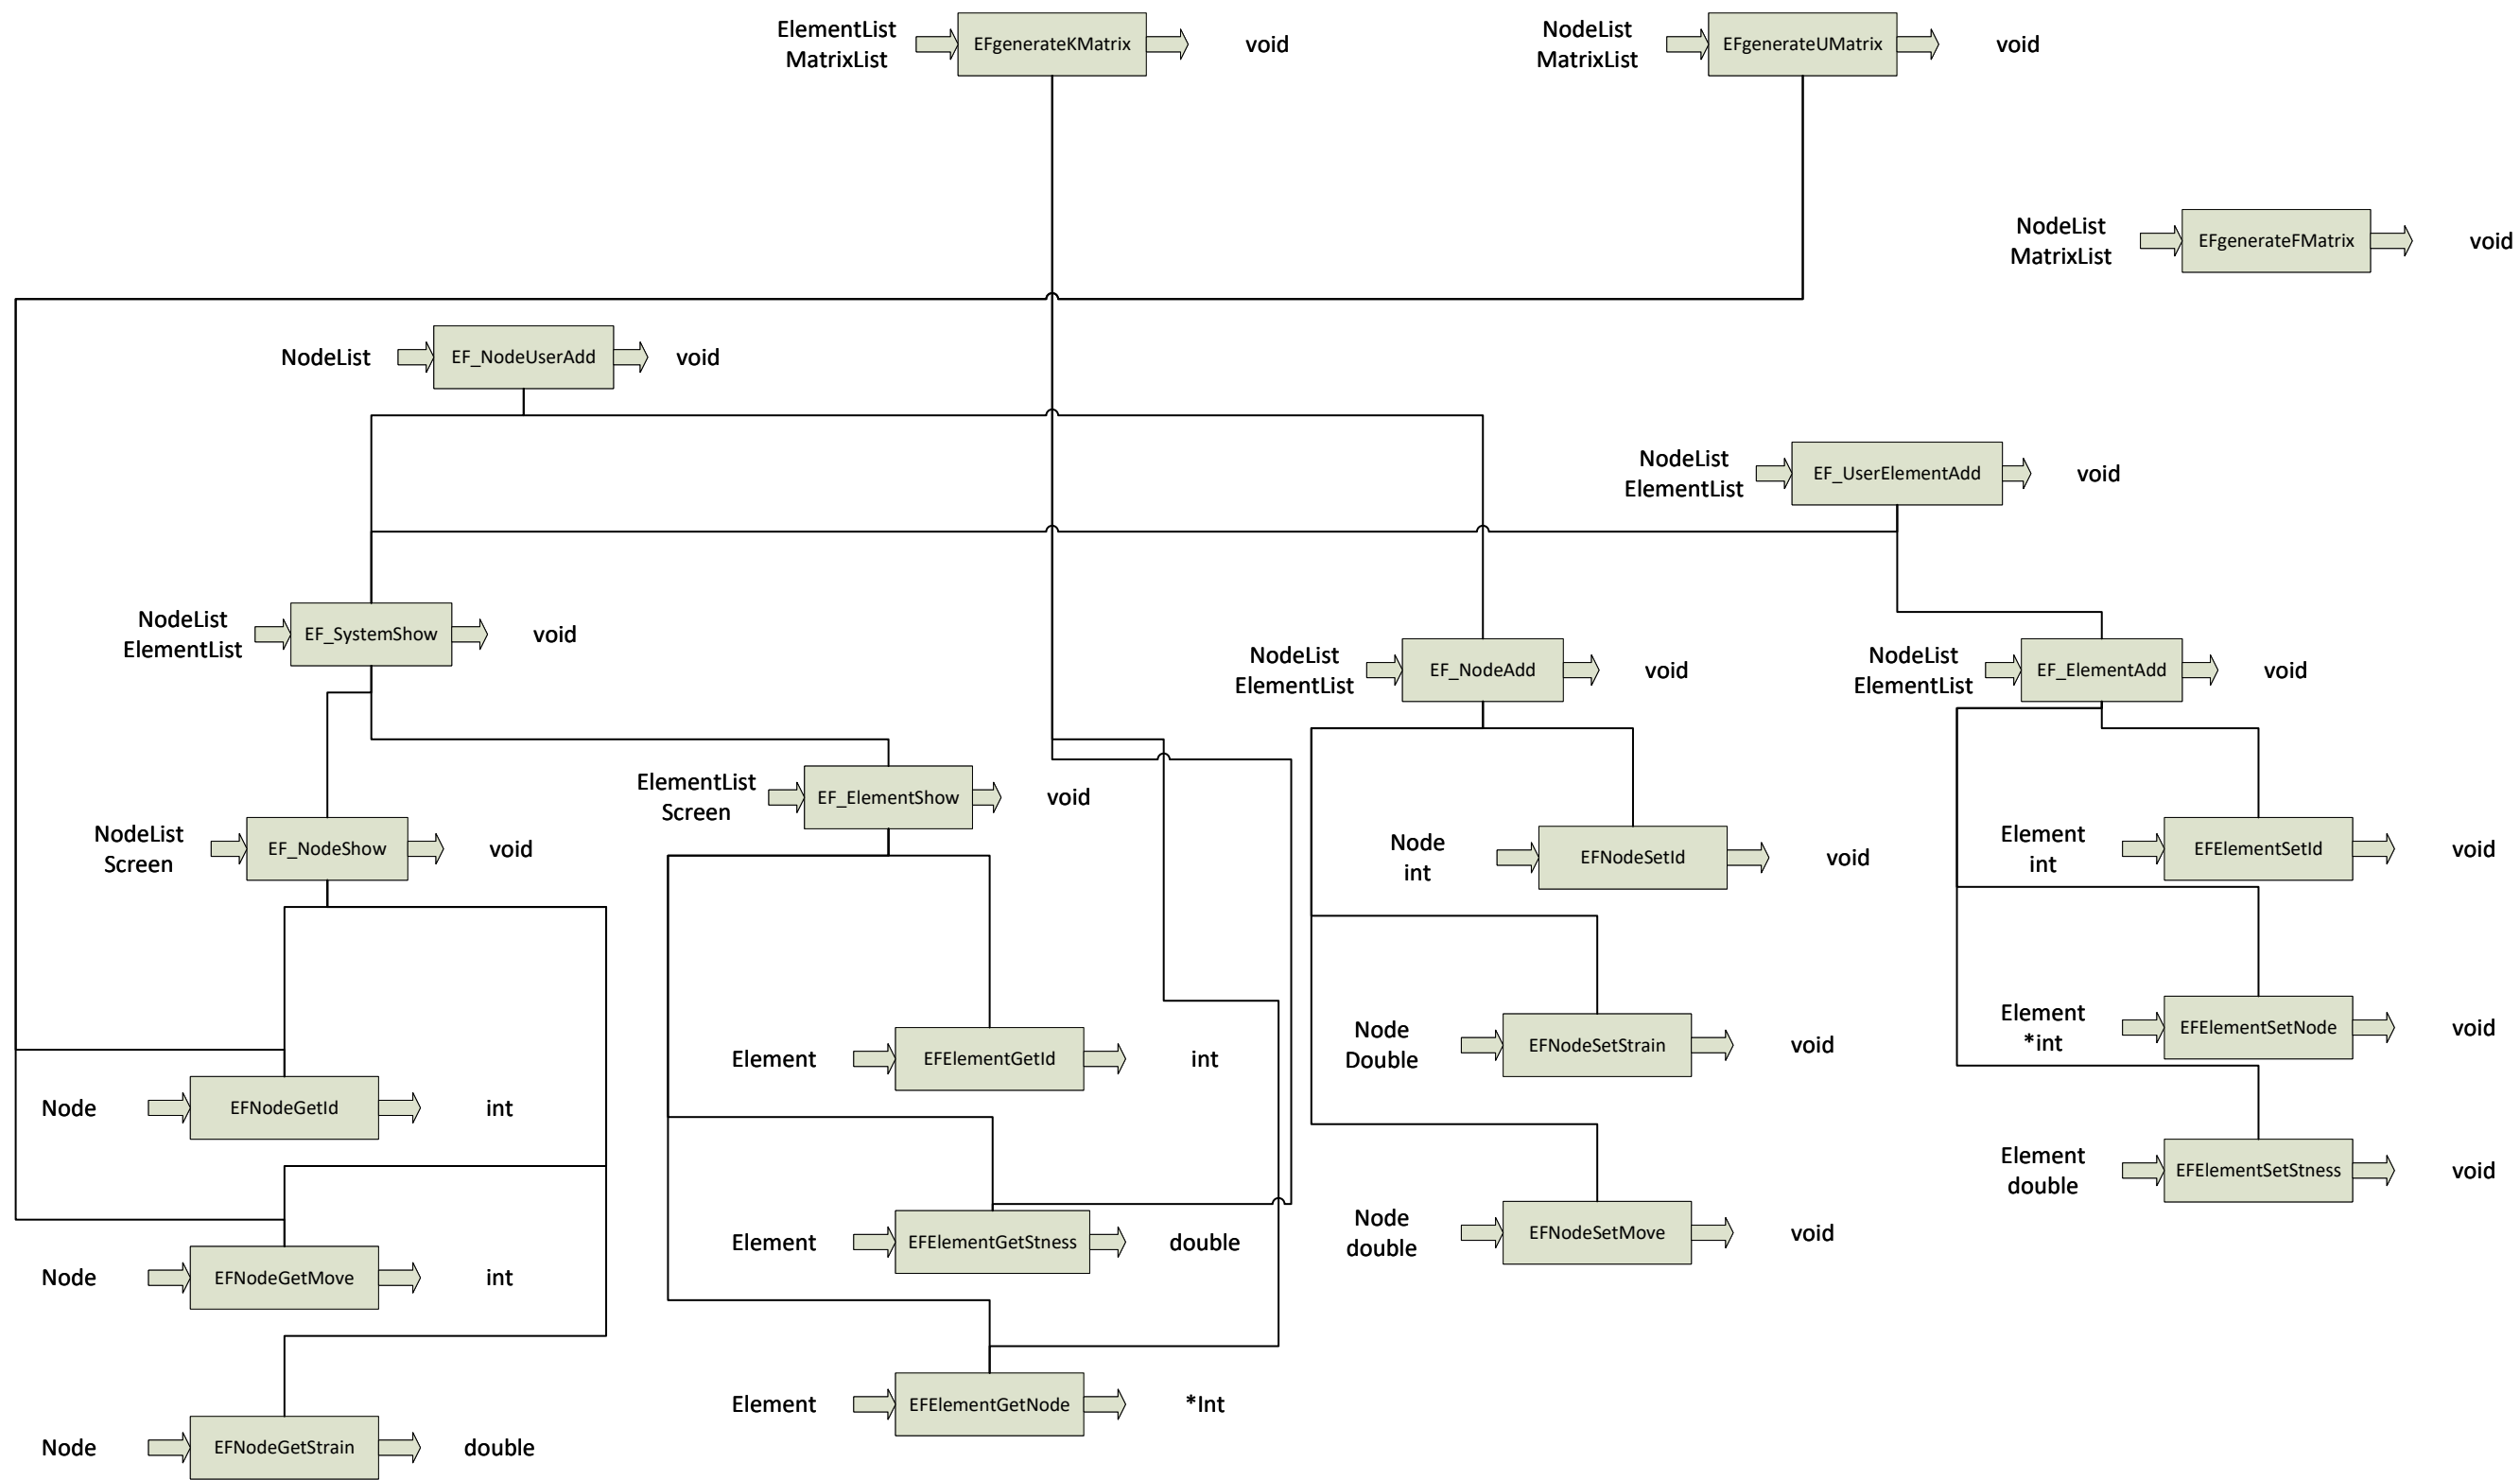 ElementList
MatrixList
EFgenerateKMatrix
void
NodeList
MatrixList
EFgenerateUMatrix
void
NodeList
MatrixList
EFgenerateFMatrix
void
NodeList
EF_NodeUserAdd
void
NodeList
ElementList
EF_UserElementAdd
void
NodeList
ElementList
EF_SystemShow
void
NodeList
ElementList
EF_NodeAdd
void
NodeList
ElementList
EF_ElementAdd
void
ElementList
Screen
EF_ElementShow
void
NodeList
Screen
EF_NodeShow
void
Node
int
EFNodeSetId
void
Element
int
EFElementSetId
void
Element
EFElementGetId
int
Node
Double
EFNodeSetStrain
void
Element
*int
EFElementSetNode
void
Node
EFNodeGetId
int
Element
double
EFElementSetStness
void
Element
EFElementGetStness
double
Node
double
EFNodeSetMove
void
Node
EFNodeGetMove
int
Element
EFElementGetNode
*Int
Node
EFNodeGetStrain
double